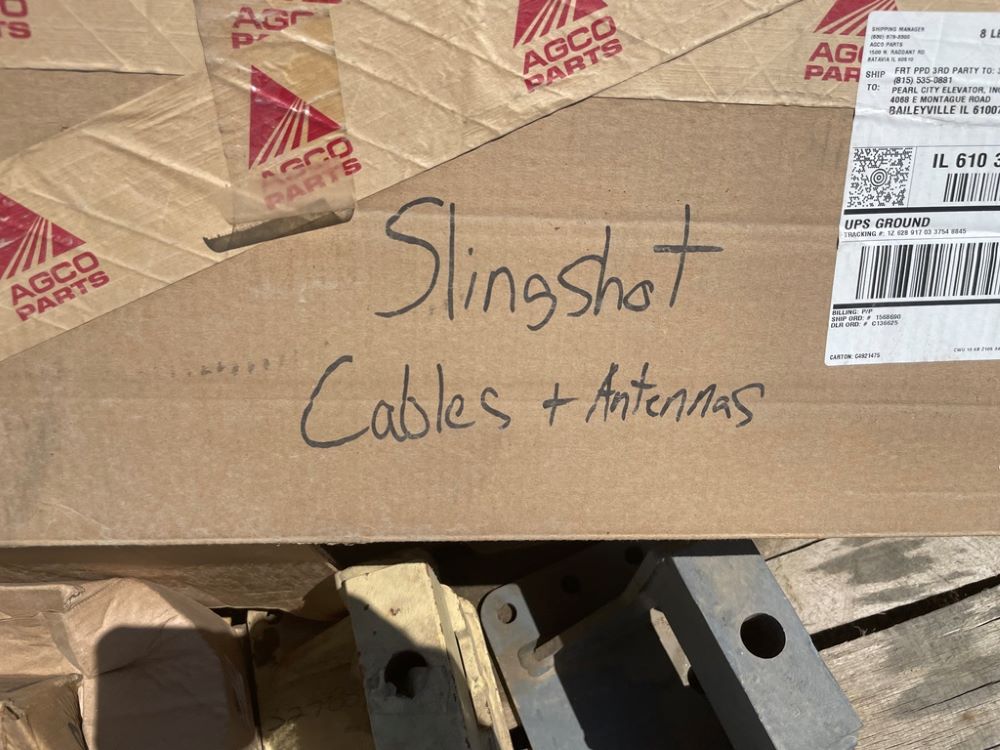 AGCO
PARTS
AGCO
PARTS
AGCO
PARTS
AGCO
PARTS
AGCO
PARTS
SHIPPING MANAGER
AGCO PARTS
BATAVIA IL 60510
SHIP
TO:
FRT PPD 3RD PARTY TO:
(815) 535-0881
PEARL CITY ELEVATOR, INC
4068 E MONTAGUE ROAD
BAILEYVILLE IL 61007
IL 610
UPS GROUND
TRACKING #: 1Z 628 917 03 3754 8845
BILLING: P/P
SHIP ORD: # 1568690
DLR ORD: # C136625
CARTON: G4921475
Slingshot
Cables + Antennas